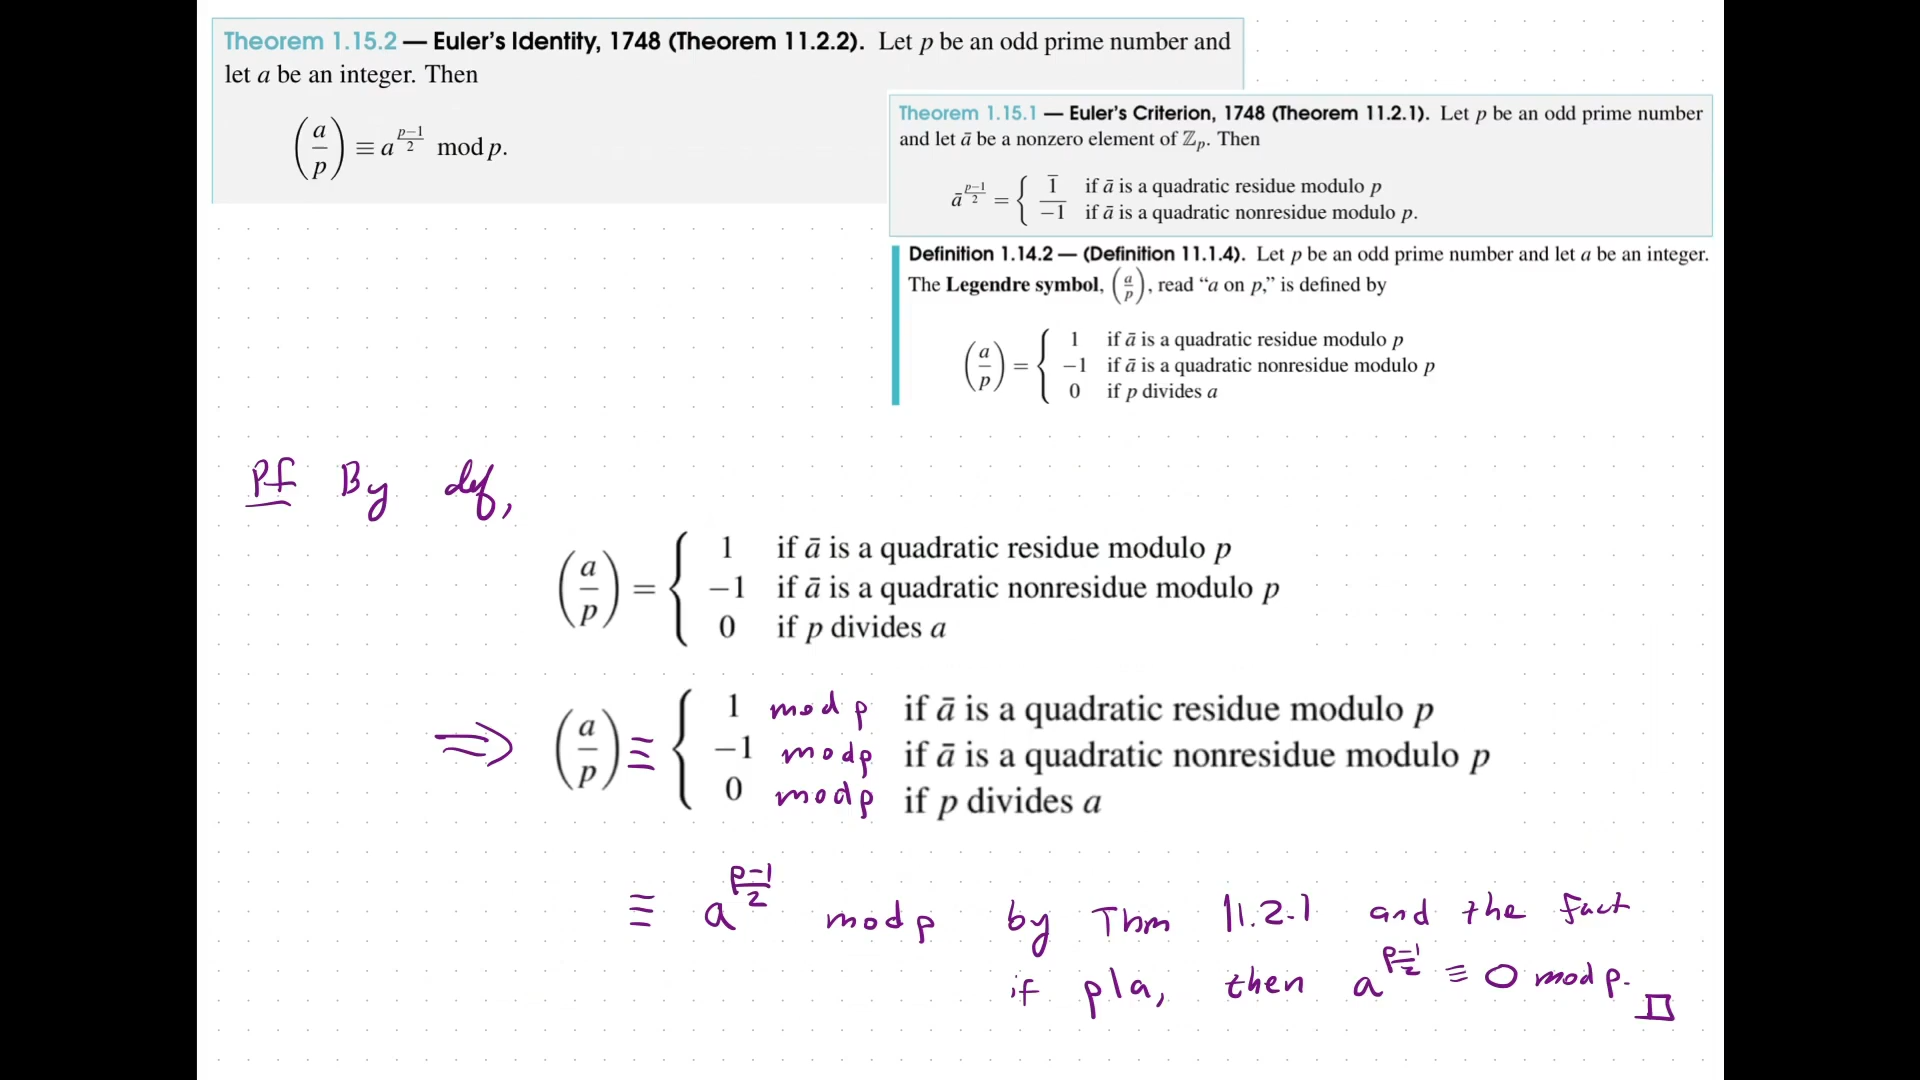 Theorem 1.15.2 — Euler's Identity, 1748 (Theorem 11.2.2). Let p be an odd prime number and
let a be an integer. Then
(a/p) ≡ a^((p−1)/2) mod p.
Theorem 1.15.1 — Euler's Criterion, 1748 (Theorem 11.2.1). Let p be an odd prime number
and let ā be a nonzero element of ℤₚ. Then
ā^((p−1)/2) = { 1̅ if ā is a quadratic residue modulo p
−1̅ if ā is a quadratic nonresidue modulo p.
Definition 1.14.2 — (Definition 11.1.4). Let p be an odd prime number and let a be an integer.
The Legendre symbol, (a/p), read “a on p,” is defined by
(a/p) = { 1 if ā is a quadratic residue modulo p
−1 if ā is a quadratic nonresidue modulo p
0 if p divides a
Pf By def,
(a/p) = { 1 if ā is a quadratic residue modulo p
−1 if ā is a quadratic nonresidue modulo p
0 if p divides a
⇒ (a/p) ≡ { 1 mod p if ā is a quadratic residue modulo p
−1 mod p if ā is a quadratic nonresidue modulo p
0 mod p if p divides a
≡ a^((p−1)/2) mod p by Thm 11.2.1 and the fact
if p|a, then a^((p−1)/2) ≡ 0 mod p. □